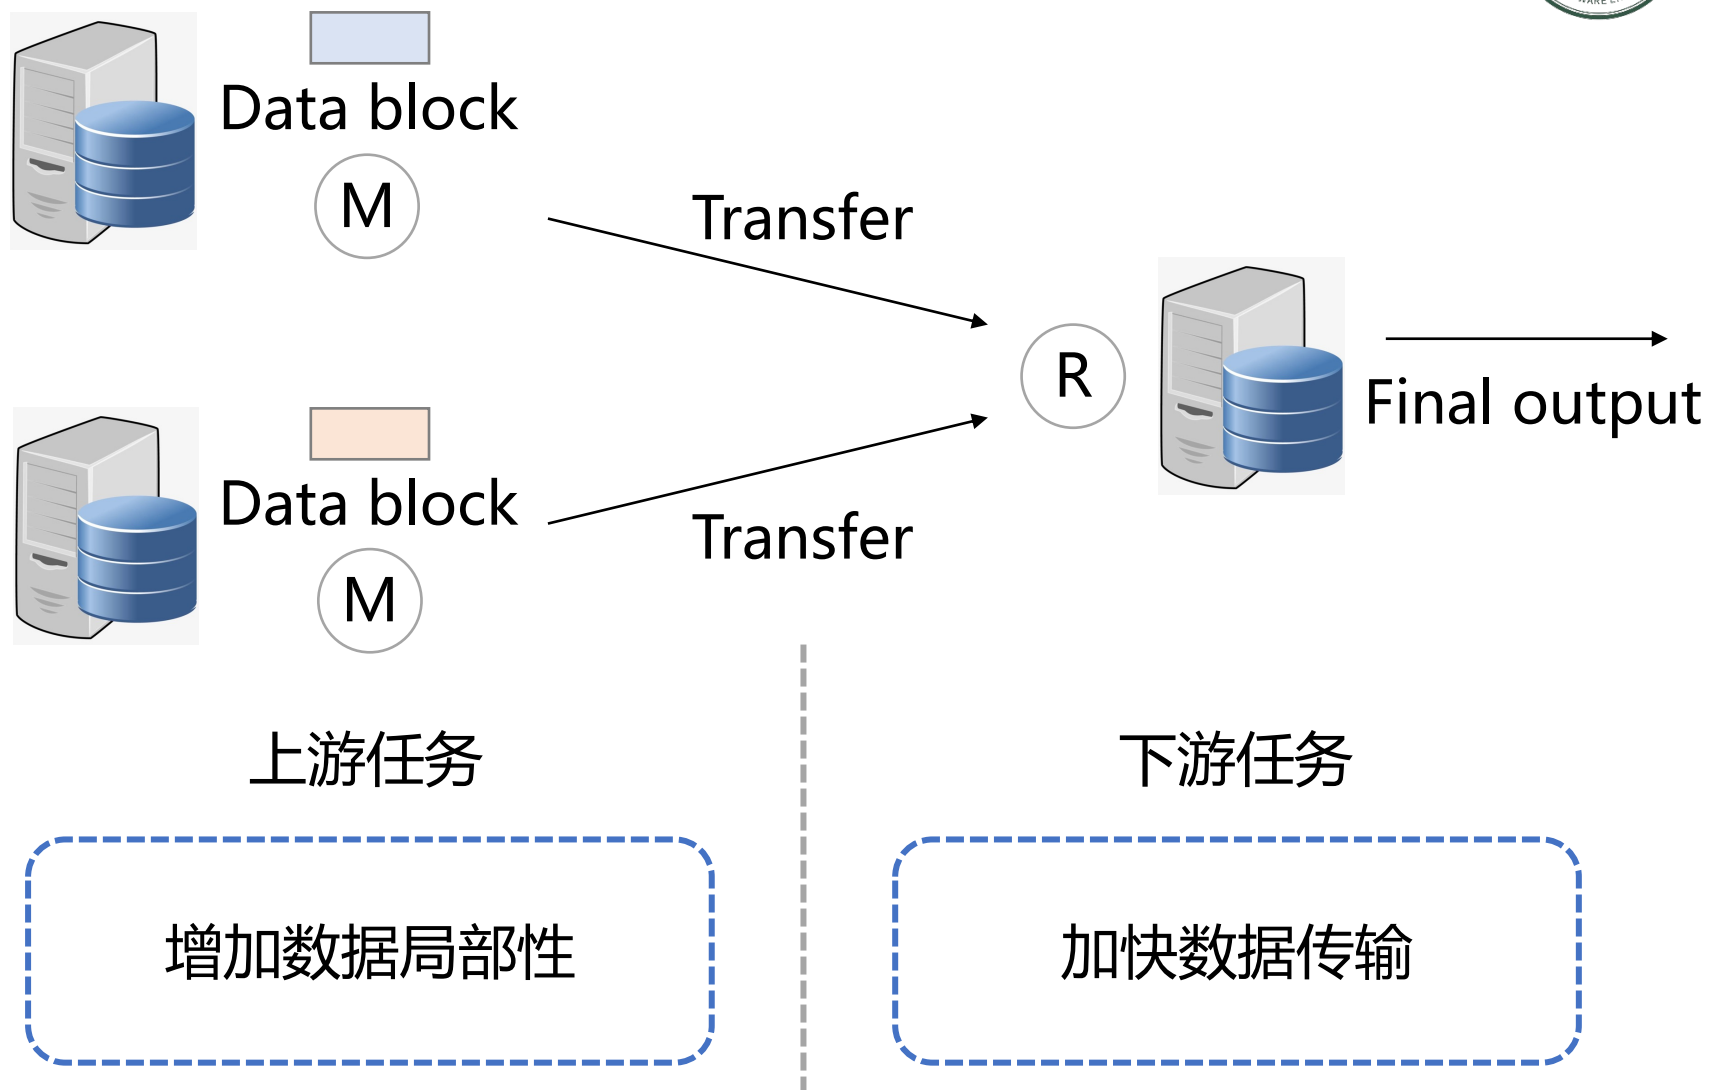 Data block
M
Transfer
R
Final output
Data block
M
Transfer
上游任务
下游任务
增加数据局部性
加快数据传输